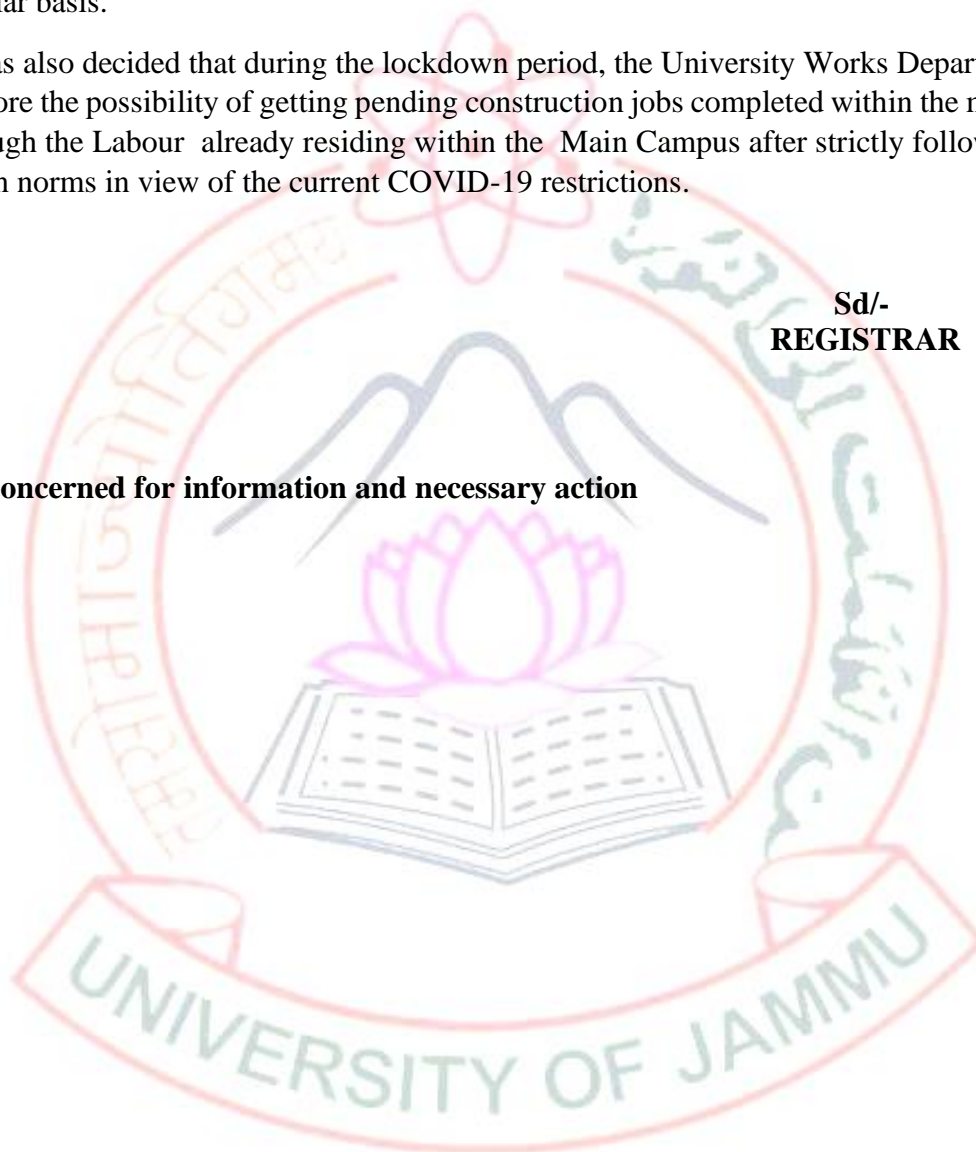 ar basis.
as also decided that during the lockdown period, the University Works Depar
ore the possibility of getting pending construction jobs completed within the
ugh the Labour already residing within the Main Campus after strictly follow
n norms in view of the current COVID-19 restrictions.
Sd/-
REGISTRAR
oncerned for information and necessary action
UNIVERSITY OF JAMMU